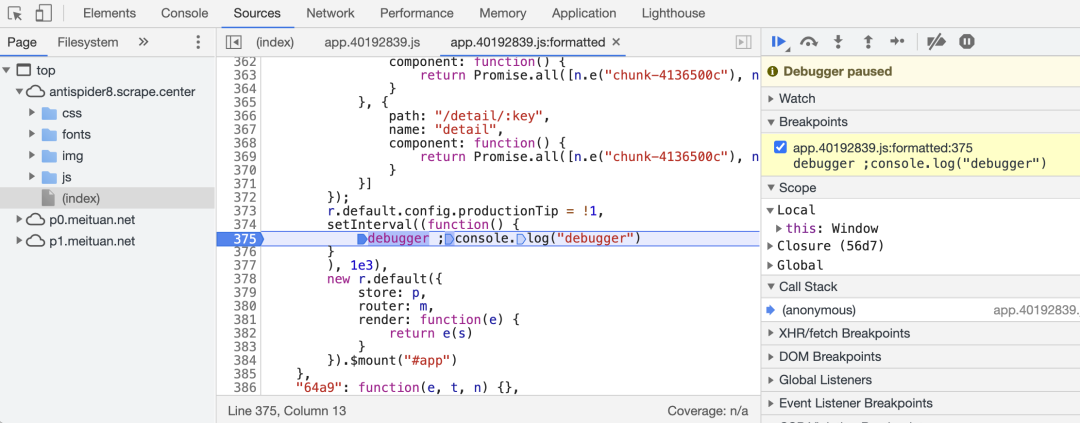 Elements Console Sources Network Performance Memory Application Lighthouse
Page Filesystem »
top
antispider8.scrape.center
css
fonts
img
js
(index)
p0.meituan.net
p1.meituan.net
(index) app.40192839.js app.40192839.js:formatted ×
362 component: function() {
363 return Promise.all([n.e("chunk-4136500c"), n
364 }
365 }, {
366 path: "/detail/:key",
367 name: "detail",
368 component: function() {
369 return Promise.all([n.e("chunk-4136500c"), n
370 }
371 }]
372 });
373 r.default.config.productionTip = !1,
374 setInterval((function() {
375 debugger ;console.log("debugger")
376 }
377 ), 1e3),
378 new r.default({
379 store: p,
380 router: m,
381 render: function(e) {
382 return e(s)
383 }
384 }).$mount("#app")
385 },
386 "64a9": function(e, t, n) {},
Line 375, Column 13 Coverage: n/a
Debugger paused
Watch
Breakpoints
app.40192839.js:formatted:375
debugger ;console.log("debugger")
Scope
Local
this: Window
Closure (56d7)
Global
Call Stack
(anonymous) app.40192839.
XHR/fetch Breakpoints
DOM Breakpoints
Global Listeners
Event Listener Breakpoints